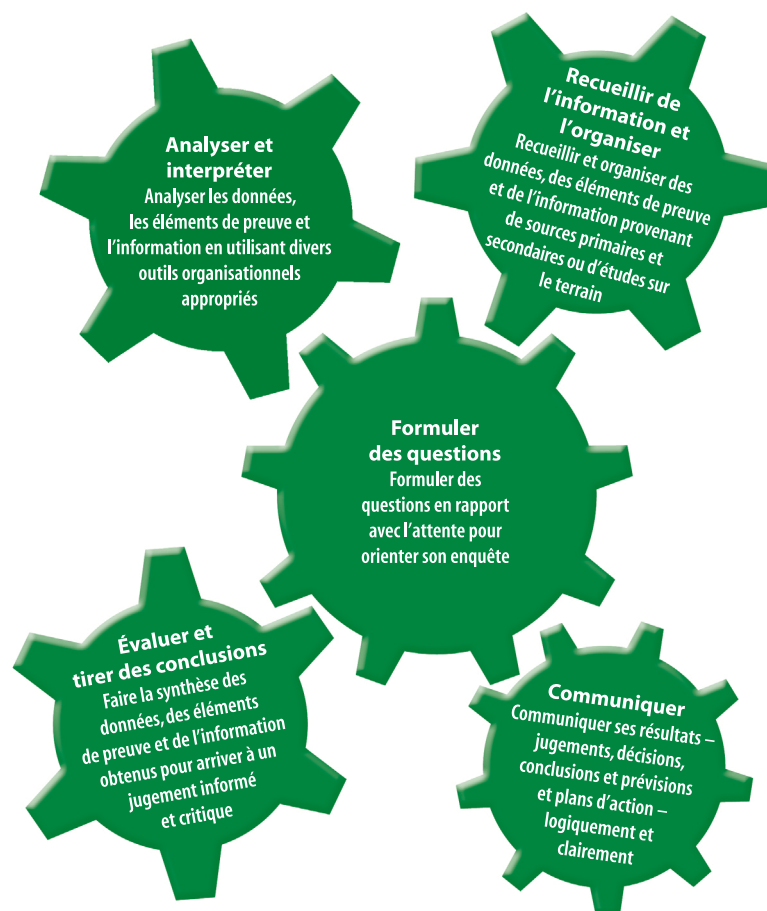 Analyser et
interpréter
Analyser les données,
les éléments de preuve et
l’information en utilisant divers
outils organisationnels
appropriés
Recueillir de
l’information et
l’organiser
Recueillir et organiser des
données, des éléments de preuve
et de l’information provenant
de sources primaires et
secondaires ou d’études sur
le terrain
Formuler
des questions
Formuler des
questions en rapport
avec l’attente pour
orienter son enquête
Évaluer et
tirer des conclusions
Faire la synthèse des
données, des éléments
de preuve et de l’information
obtenus pour arriver à un
jugement informé
et critique
Communiquer
Communiquer ses résultats –
jugements, décisions,
conclusions et prévisions
et plans d’action –
logiquement et
clairement